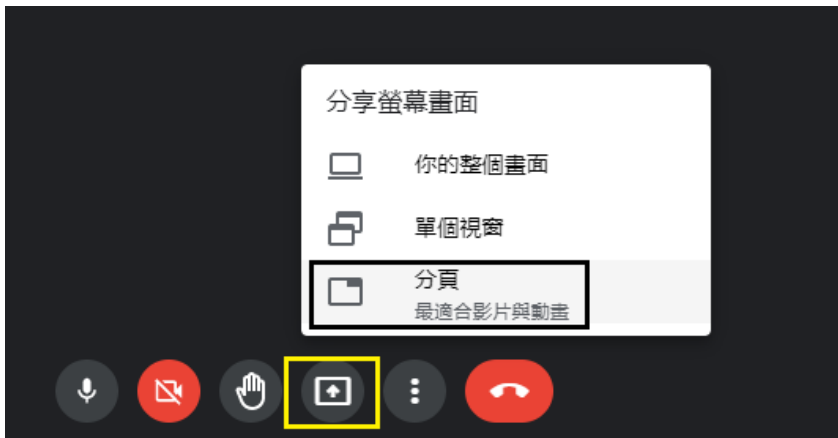 分享螢幕畫面
你的整個畫面
單個視窗
分頁
最適合影片與動畫